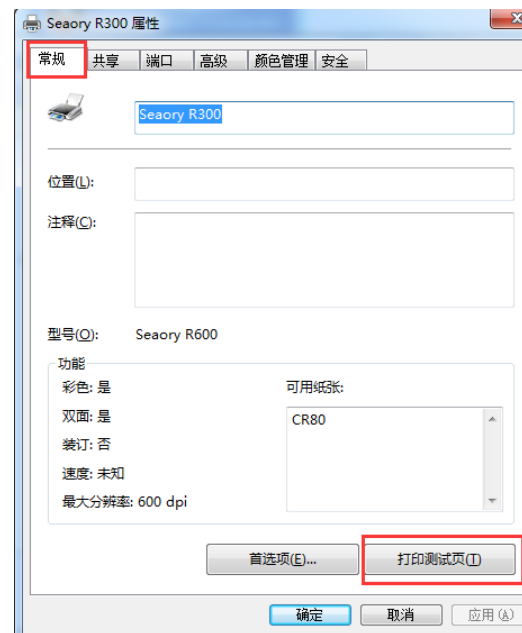 Seaory R300 属性
常规 共享 端口 高级 颜色管理 安全
Seaory R300
位置(L):
注释(C):
型号(O): Seaory R600
功能
彩色: 是 可用纸张:
双面: 是 CR80
装订: 否
速度: 未知
最大分辨率: 600 dpi
首选项(E)... 打印测试页(T)
确定 取消 应用(A)